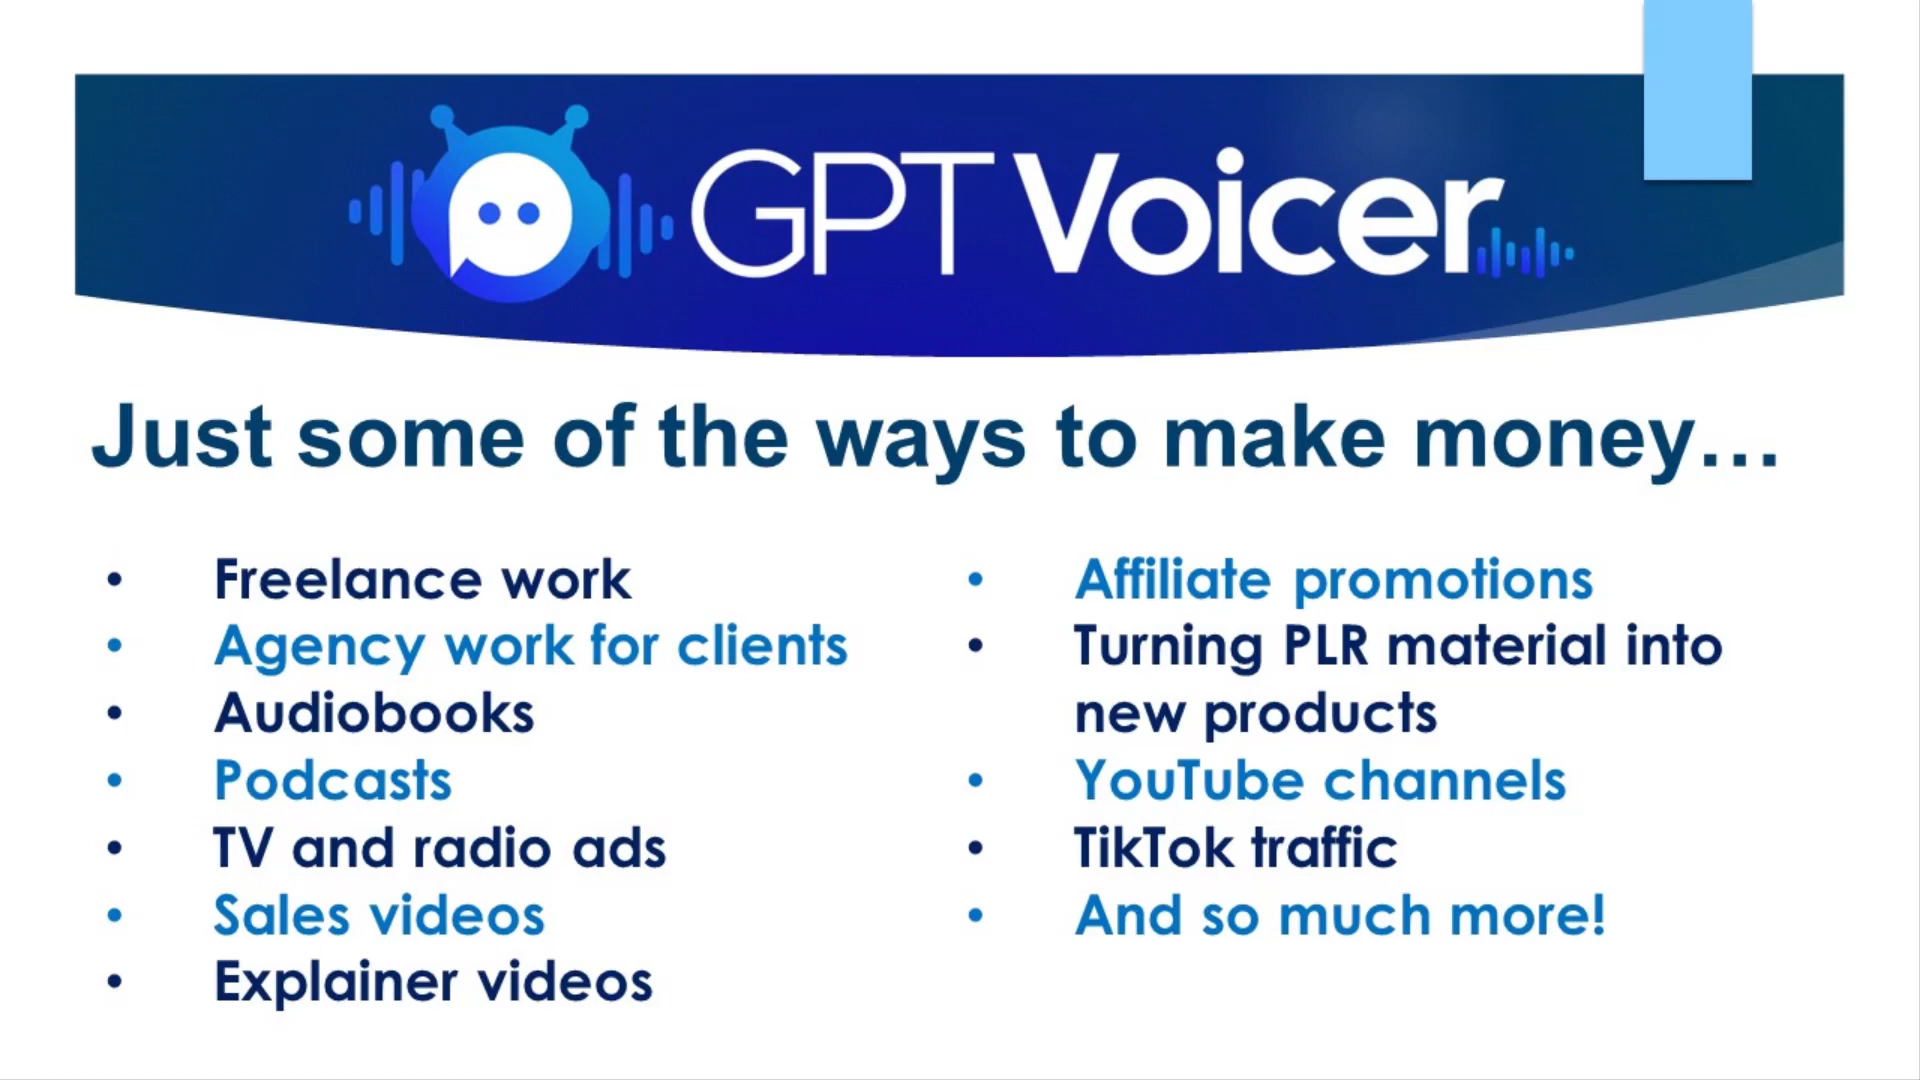 GPT Voicer
Just some of the ways to make money…
• Freelance work
• Agency work for clients
• Audiobooks
• Podcasts
• TV and radio ads
• Sales videos
• Explainer videos
• Affiliate promotions
• Turning PLR material into
new products
• YouTube channels
• TikTok traffic
• And so much more!